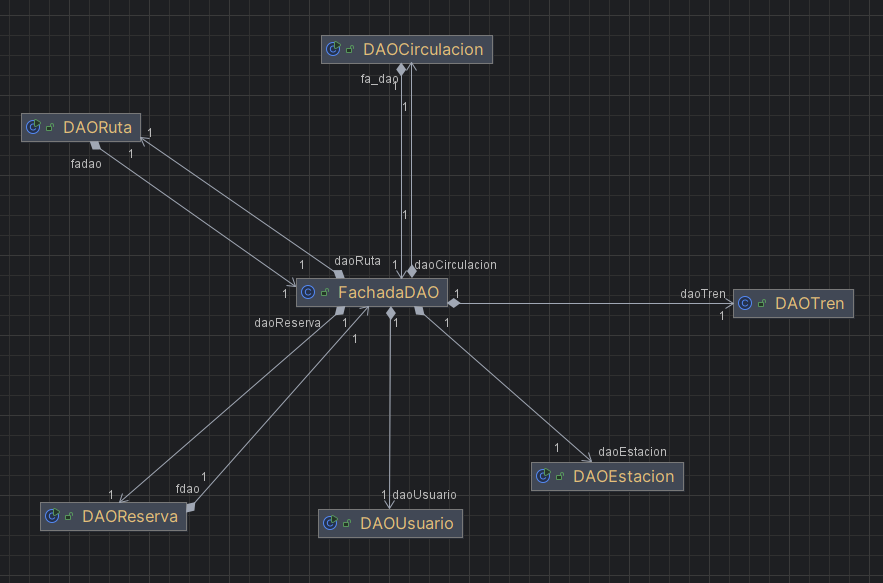 DAOCirculacion
fa_dao
1
1
DAORuta
1
fadao
1
1
daoRuta
1
1
daoCirculacion
1
FachadaDAO
1
daoTren
1
DAOTren
daoReserva
1
1
1
1
daoEstacion
1
DAOEstacion
1
fdao
1
1
daoUsuario
DAOReserva
DAOUsuario